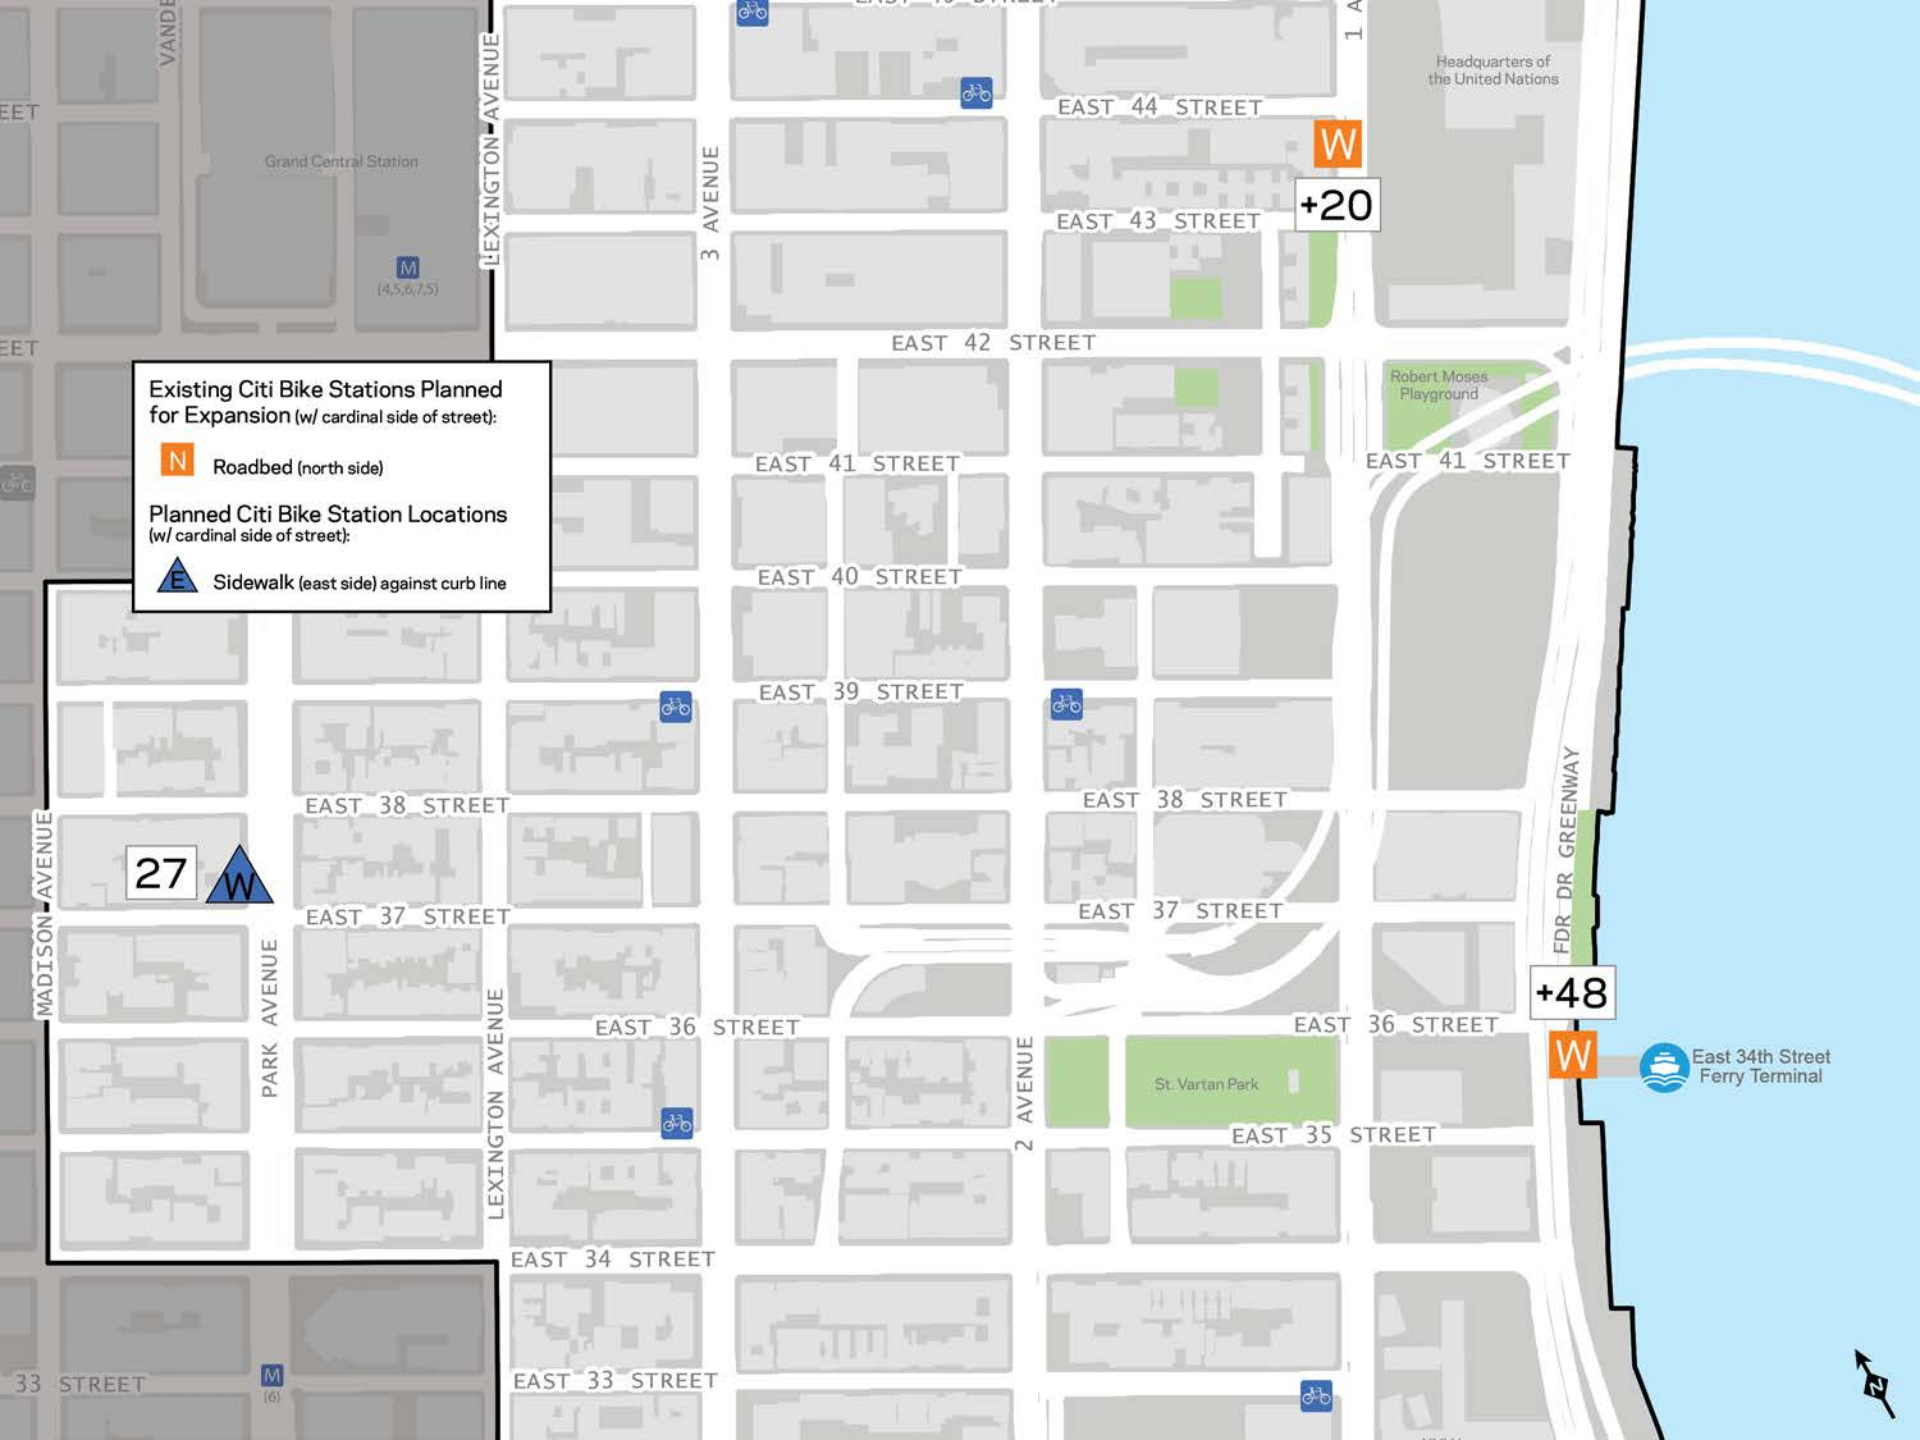 VANDE
LEXINGTON AVENUE
1 A
Headquarters of
the United Nations
EET
EAST 44 STREET
W
Grand Central Station
3 AVENUE
+20
EAST 43 STREET
M
(4,5,6,7,S)
EET
EAST 42 STREET
Existing Citi Bike Stations Planned
for Expansion (w/ cardinal side of street):
N Roadbed (north side)
Planned Citi Bike Station Locations
(w/ cardinal side of street):
E Sidewalk (east side) against curb line
Robert Moses
Playground
EAST 41 STREET
EAST 41 STREET
EAST 40 STREET
EAST 39 STREET
EAST 38 STREET
EAST 38 STREET
FDR DR GREENWAY
MADISON AVENUE
27
W
EAST 37 STREET
EAST 37 STREET
PARK AVENUE
+48
LEXINGTON AVENUE
EAST 36 STREET
EAST 36 STREET
W
East 34th Street
Ferry Terminal
2 AVENUE
St. Vartan Park
EAST 35 STREET
EAST 34 STREET
33 STREET
M
(6)
EAST 33 STREET
N